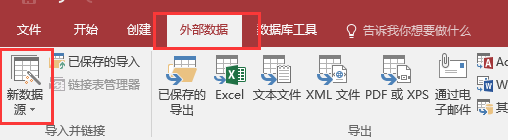 文件 开始 创建 外部数据 数据库工具 告诉我你想要做什么
新数据源
已保存的导入
链接表管理器
导入并链接
已保存的导出
Excel
文本文件
XML 文件
PDF 或 XPS
通过电子邮件
Ac
W
其
导出